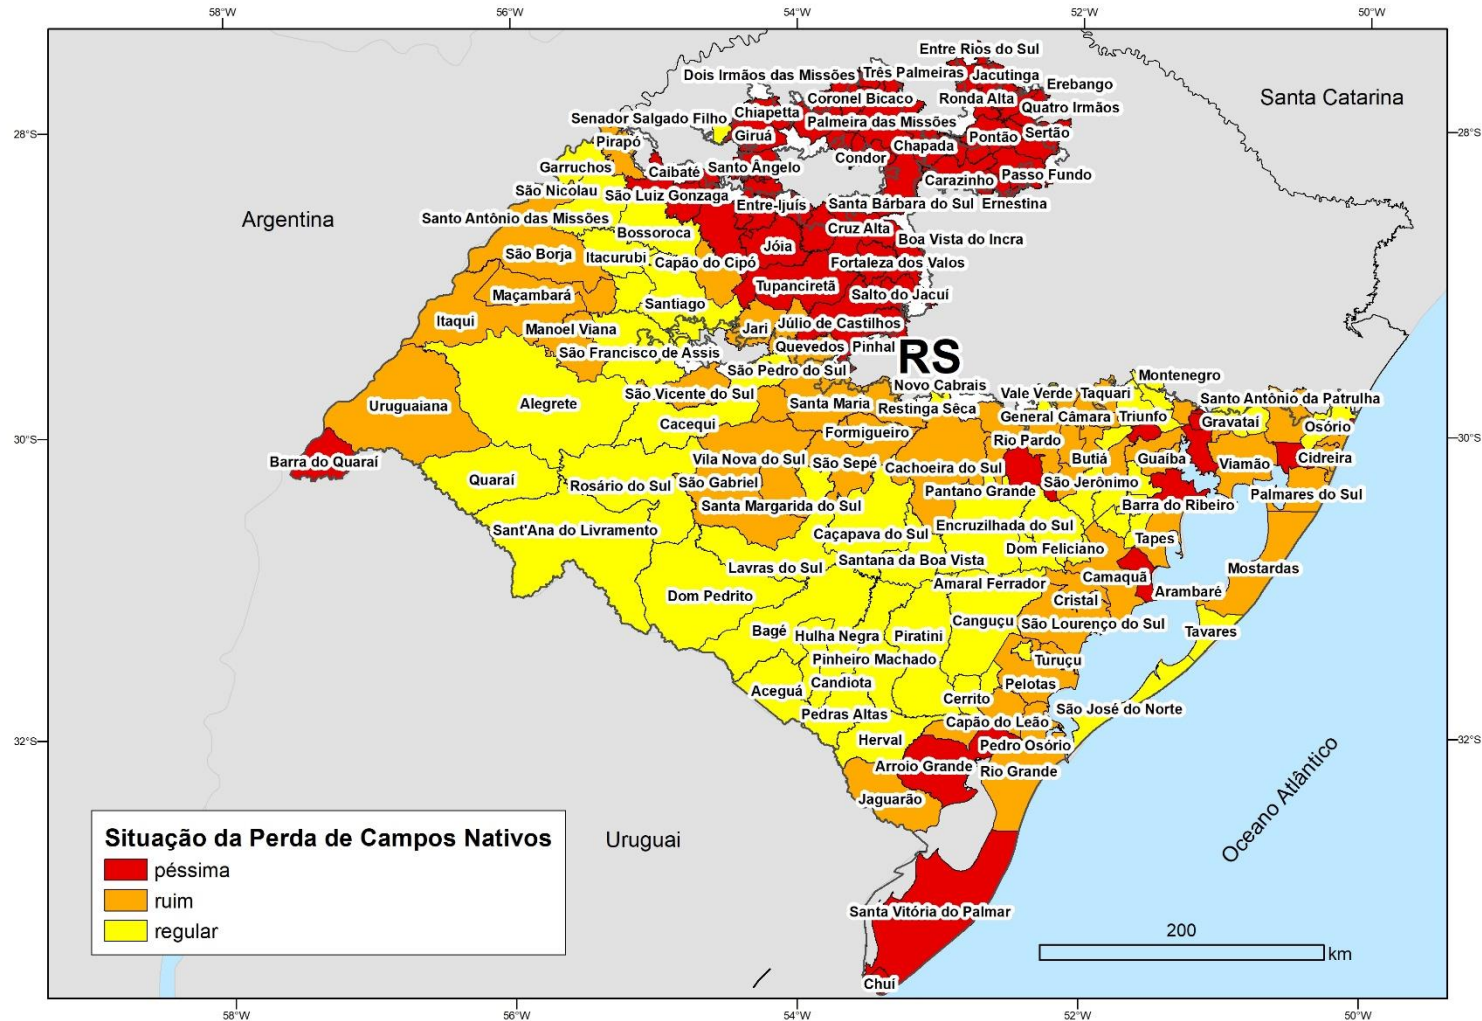 58°W
56°W
54°W
52°W
50°W
Entre Rios do Sul
Dois Irmãos das Missões
Três Palmeiras
Jacutinga
Erebango
Santa Catarina
Coronel Bicaco
Ronda Alta
Quatro Irmãos
Senador Salgado Filho
Chiapetta
Palmeira das Missões
28°S
28°S
Pirapó
Giruá
Pontão
Sertão
Chapada
Condor
Garruchos
Caibaté
Santo Ângelo
Carazinho
Passo Fundo
São Nicolau
São Luiz Gonzaga
Entre-Ijuís
Santa Bárbara do Sul
Ernestina
Argentina
Santo Antônio das Missões
Bossoroca
Cruz Alta
Boa Vista do Incra
Jóia
São Borja
Itacurubi
Capão do Cipó
Fortaleza dos Valos
Tupanciretã
Maçambará
Salto do Jacuí
Santiago
Itaqui
Manoel Viana
Jari
Júlio de Castilhos
São Francisco de Assis
Quevedos
Pinhal
RS
São Pedro do Sul
Novo Cabrais
Montenegro
Uruguaiana
Alegrete
São Vicente do Sul
Santa Maria
Restinga Sêca
Vale Verde
Taquari
Santo Antônio da Patrulha
General Câmara
Triunfo
Gravataí
Osório
30°S
30°S
Cacequi
Formigueiro
Rio Pardo
Barra do Quaraí
Vila Nova do Sul
São Sepé
Cachoeira do Sul
Butiá
Guaíba
Viamão
Cidreira
Quaraí
Rosário do Sul
São Gabriel
Pantano Grande
São Jerônimo
Palmares do Sul
Santa Margarida do Sul
Barra do Ribeiro
Sant'Ana do Livramento
Caçapava do Sul
Encruzilhada do Sul
Dom Feliciano
Tapes
Lavras do Sul
Santana da Boa Vista
Mostardas
Dom Pedrito
Amaral Ferrador
Camaquã
Arambaré
Cristal
Bagé
Hulha Negra
Piratini
Canguçu
São Lourenço do Sul
Tavares
Pinheiro Machado
Turuçu
Aceguá
Candiota
Cerrito
Pelotas
Pedras Altas
Capão do Leão
São José do Norte
32°S
32°S
Herval
Pedro Osório
Arroio Grande
Rio Grande
Jaguarão
Oceano Atlântico
Uruguai
Situação da Perda de Campos Nativos
péssima
ruim
regular
Santa Vitória do Palmar
200
km
Chuí
58°W
56°W
54°W
52°W
50°W